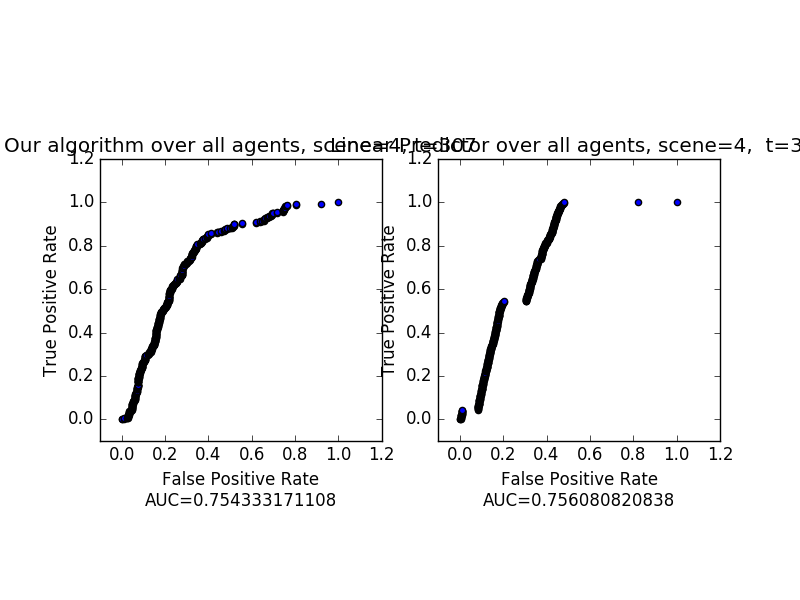 Our algorithm over all agents, scene=4, t=307
Linear Predictor over all agents, scene=4, t=3
1.2
1.0
0.8
0.6
0.4
0.2
0.0
True Positive Rate
0.0 0.2 0.4 0.6 0.8 1.0 1.2
False Positive Rate
AUC=0.754333171108
1.2
1.0
0.8
0.6
0.4
0.2
0.0
True Positive Rate
0.0 0.2 0.4 0.6 0.8 1.0 1.2
False Positive Rate
AUC=0.756080820838